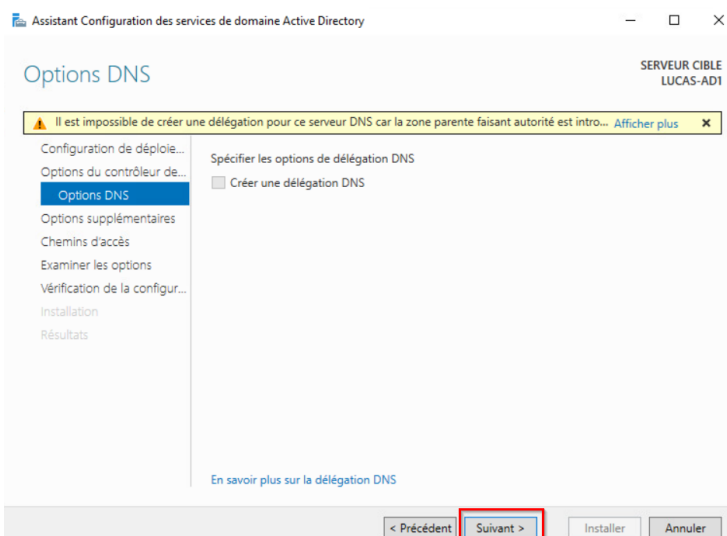 Assistant Configuration des services de domaine Active Directory
Options DNS
SERVEUR CIBLE
LUCAS-AD1
Il est impossible de créer une délégation pour ce serveur DNS car la zone parente faisant autorité est intro... Afficher plus
Configuration de déploie...
Options du contrôleur de...
Options DNS
Options supplémentaires
Chemins d'accès
Examiner les options
Vérification de la configur...
Installation
Résultats
Spécifier les options de délégation DNS
Créer une délégation DNS
En savoir plus sur la délégation DNS
< Précédent Suivant > Installer Annuler